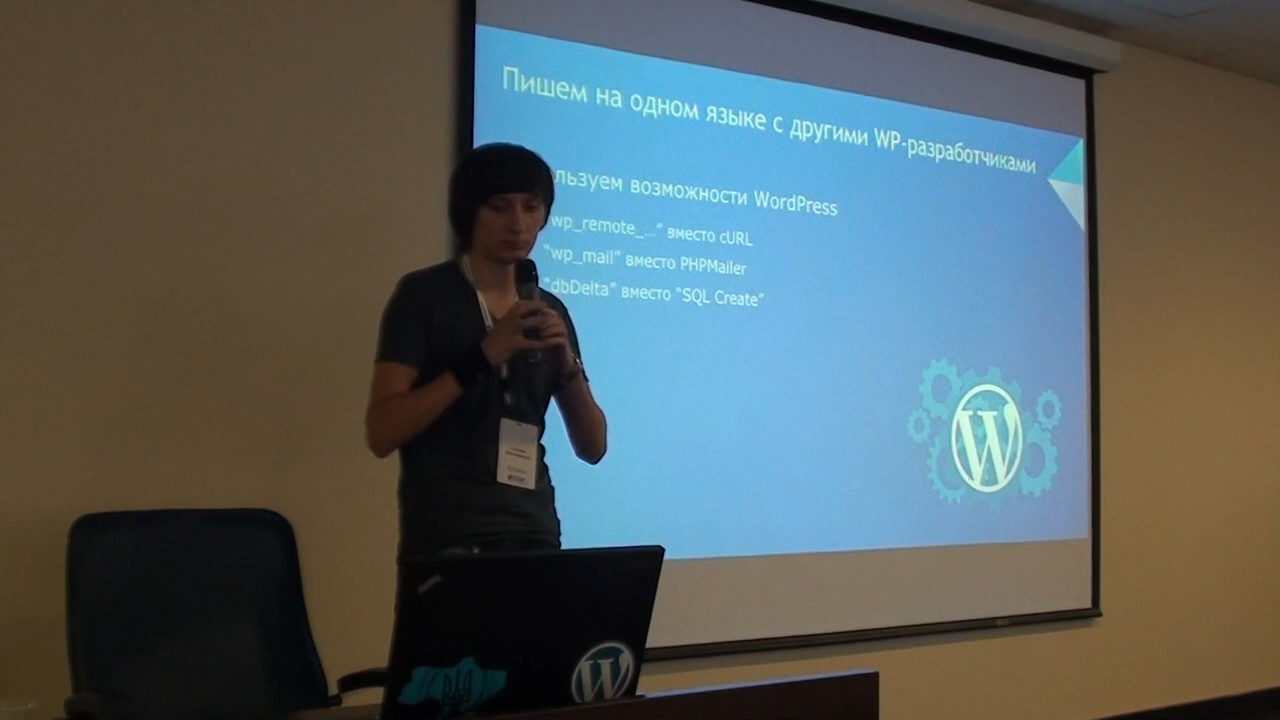 Пишем на одном языке с другими WP-разработчиками
льзуем возможности WordPress
"wp_remote_..." вместо cURL
"wp_mail" вместо PHPMailer
"dbDelta" вместо "SQL Create"
W
W